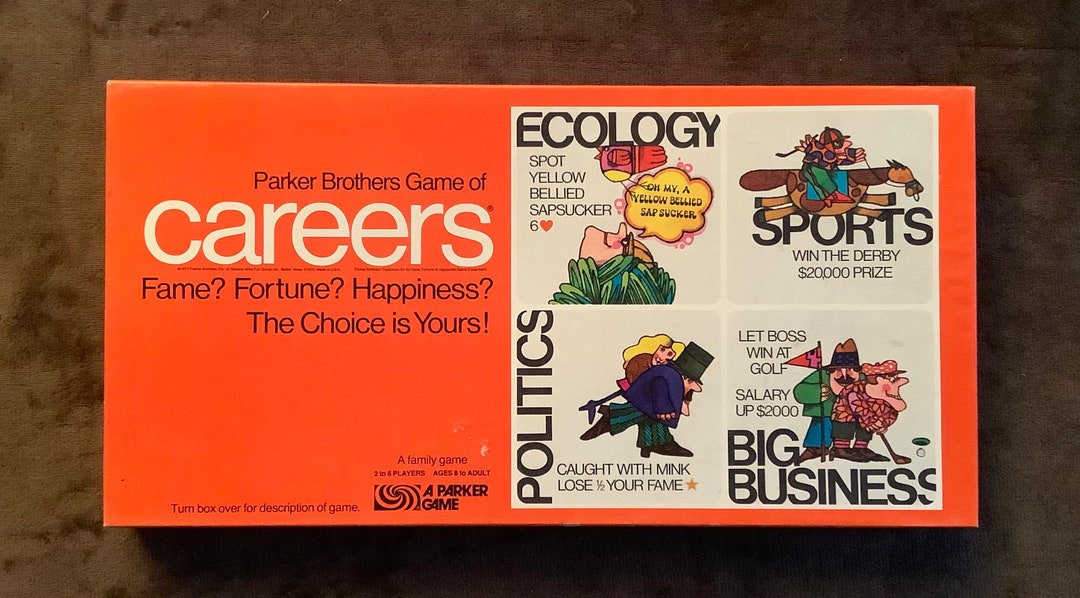 Parker Brothers Game of
careers®
Fame? Fortune? Happiness?
The Choice is Yours!
A family game
2 to 6 PLAYERS AGES 8 to ADULT
A PARKER
GAME
Turn box over for description of game.
ECOLOGY
SPOT
YELLOW
BELLIED
SAPSUCKER
6♥
OH MY, A
YELLOW BELLIED
SAPSUCKER
SPORTS
WIN THE DERBY
$20,000 PRIZE
POLITICS
CAUGHT WITH MINK
LOSE ½ YOUR FAME★
LET BOSS
WIN AT
GOLF
SALARY
UP $2000
BIG
BUSINESS